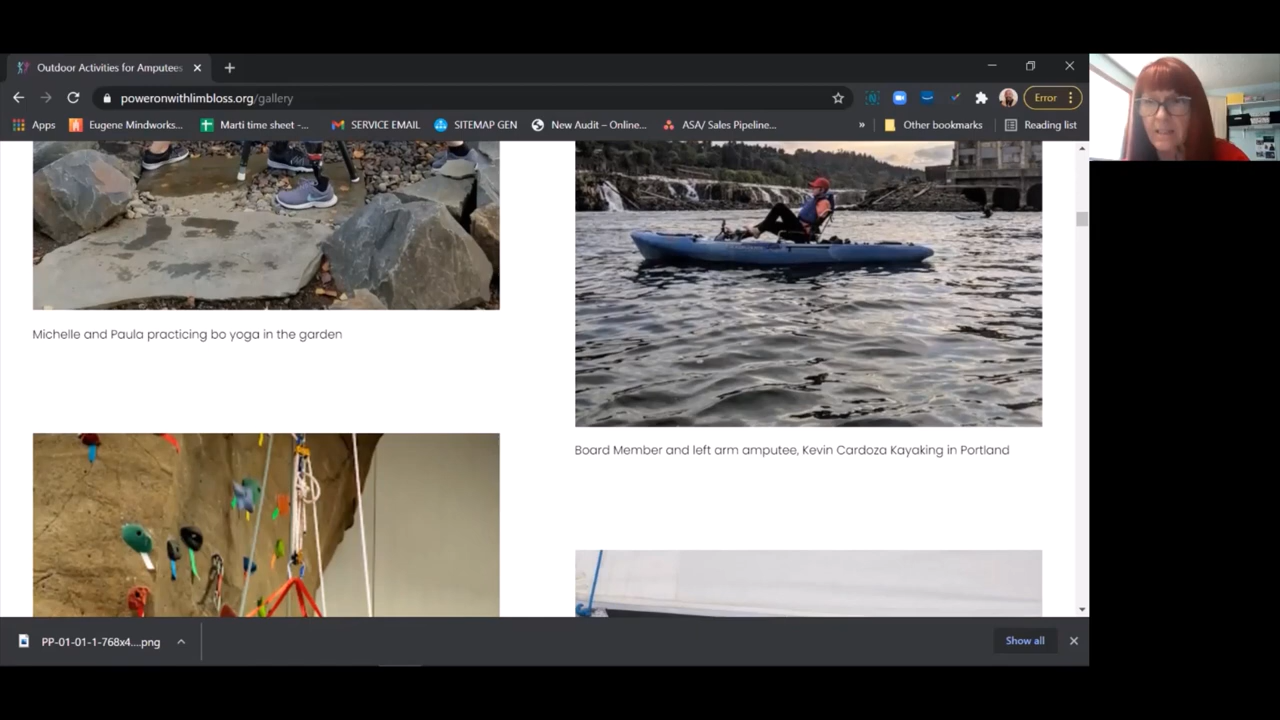 Outdoor Activities for Amputees
poweronwithlimbloss.org/gallery
Error
Apps
Eugene Mindworks...
Marti time sheet -...
SERVICE EMAIL
SITEMAP GEN
New Audit – Online...
ASA/ Sales Pipeline...
»
Other bookmarks
Reading list
Michelle and Paula practicing bo yoga in the garden
Board Member and left arm amputee, Kevin Cardoza Kayaking in Portland
PP-01-01-1-768x4....png
Show all